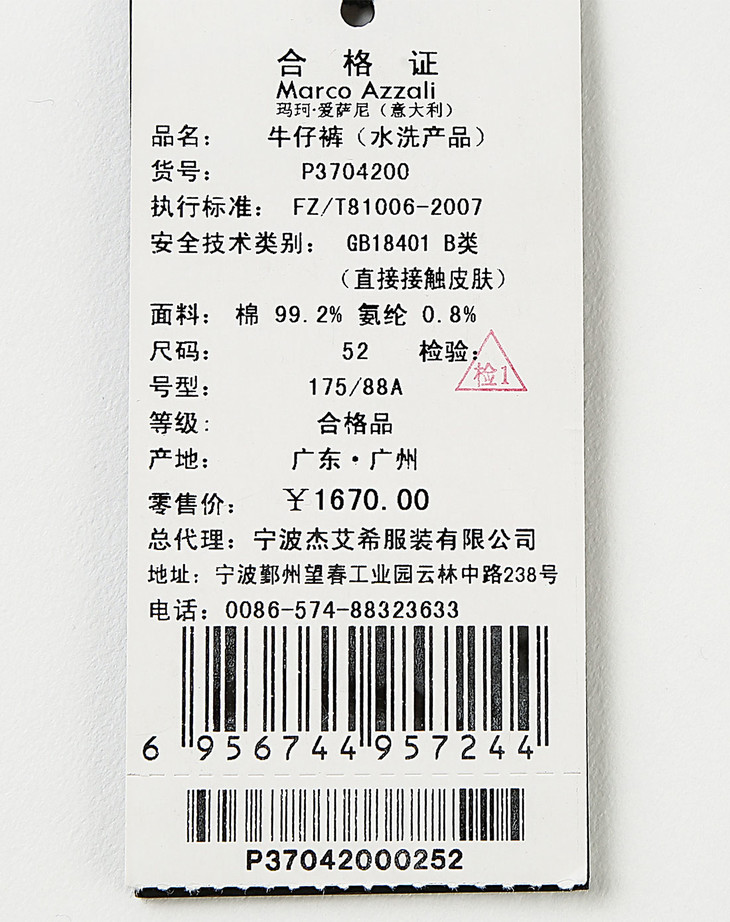 合 格 证
Marco Azzali
玛珂·爱萨尼（意大利）
品名： 牛仔裤（水洗产品）
货号： P3704200
执行标准： FZ/T81006-2007
安全技术类别： GB18401 B类
（直接接触皮肤）
面料： 棉 99.2% 氨纶 0.8%
尺码： 52 检验：
检1
号型： 175/88A
等级： 合格品
产地： 广东·广州
零售价： ￥1670.00
总代理：宁波杰艾希服装有限公司
地址：宁波鄞州望春工业园云林中路238号
电话：0086-574-88323633
6 956744 957244
P37042000252